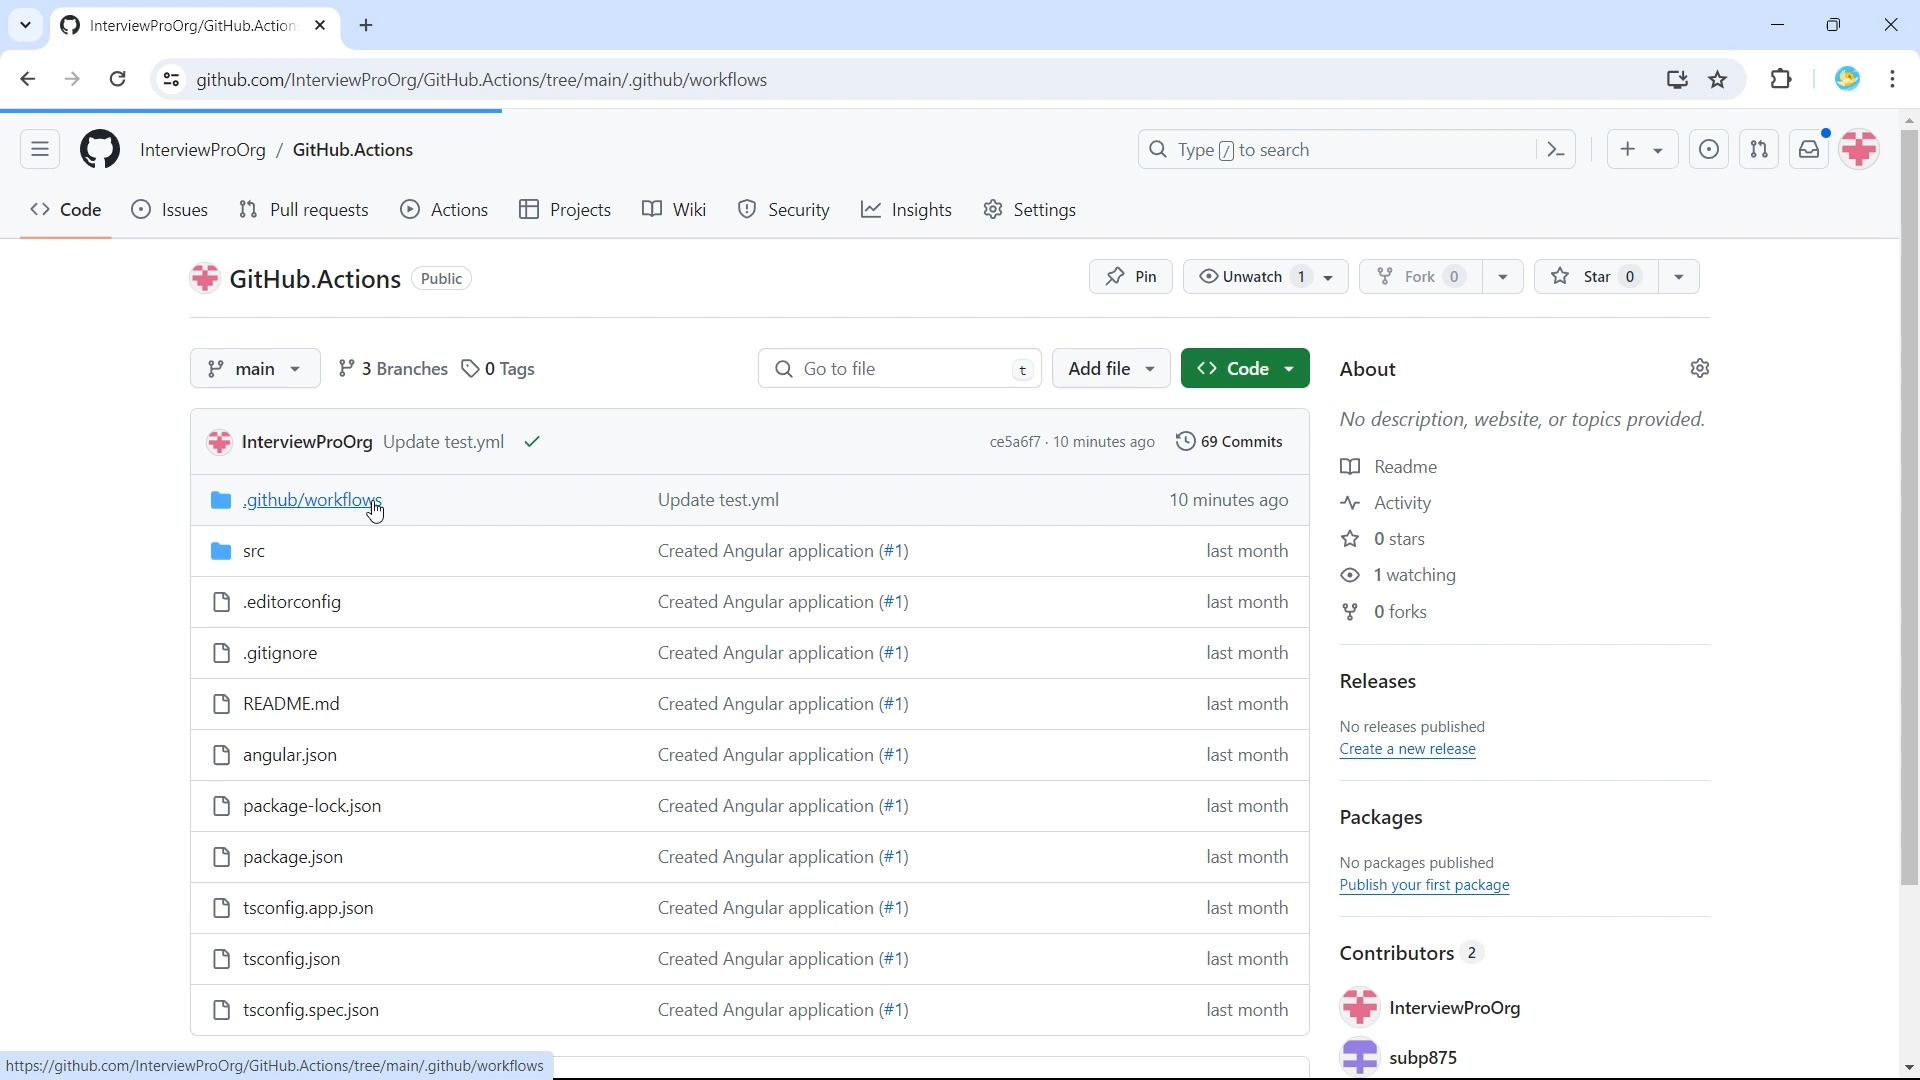 InterviewProOrg/GitHub.Action
github.com/InterviewProOrg/GitHub.Actions/tree/main/.github/workflows
InterviewProOrg / GitHub.Actions
Type / to search
Code Issues Pull requests Actions Projects Wiki Security Insights Settings
GitHub.Actions Public
Pin Unwatch 1 Fork 0 Star 0
main 3 Branches 0 Tags Go to file t Add file <> Code
InterviewProOrg Update test.yml ce5a6f7 · 10 minutes ago 69 Commits
.github/workflows Update test.yml 10 minutes ago
src Created Angular application (#1) last month
.editorconfig Created Angular application (#1) last month
.gitignore Created Angular application (#1) last month
README.md Created Angular application (#1) last month
angular.json Created Angular application (#1) last month
package-lock.json Created Angular application (#1) last month
package.json Created Angular application (#1) last month
tsconfig.app.json Created Angular application (#1) last month
tsconfig.json Created Angular application (#1) last month
tsconfig.spec.json Created Angular application (#1) last month
About
No description, website, or topics provided.
Readme
Activity
0 stars
1 watching
0 forks
Releases
No releases published
Create a new release
Packages
No packages published
Publish your first package
Contributors 2
InterviewProOrg
subp875
https://github.com/InterviewProOrg/GitHub.Actions/tree/main/.github/workflows